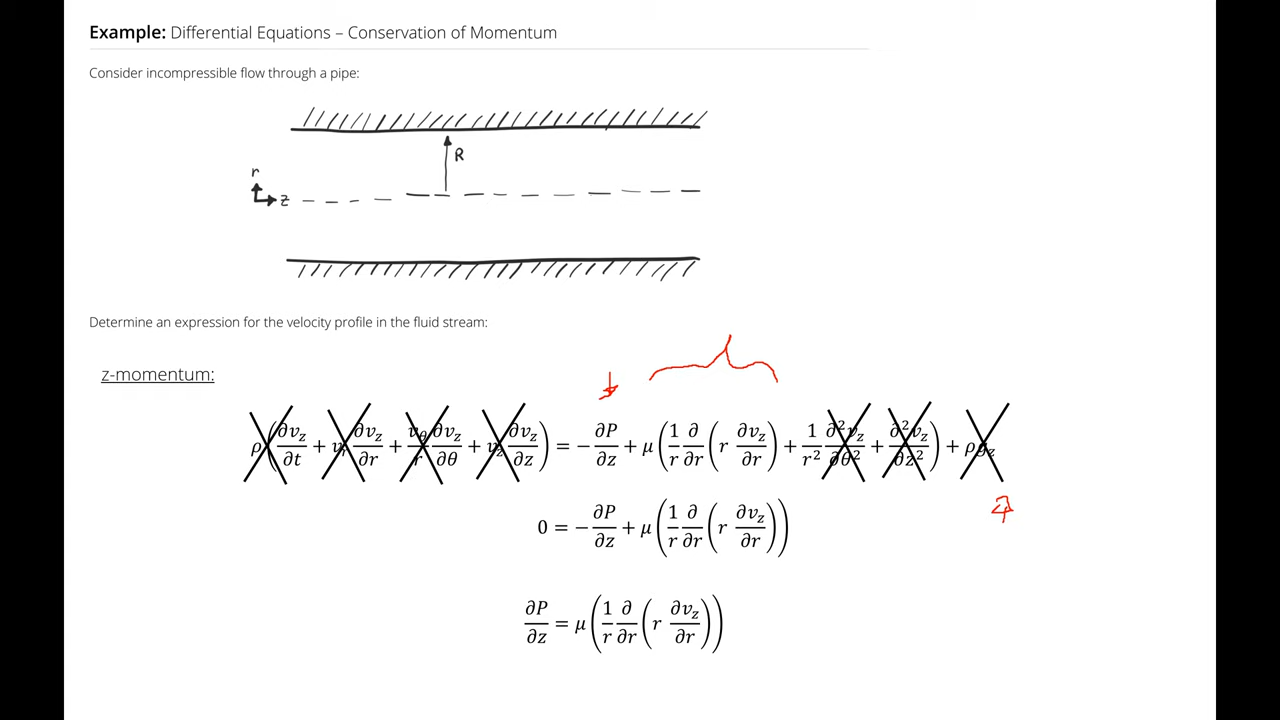 Example: Differential Equations – Conservation of Momentum
Consider incompressible flow through a pipe:
R
r
z
Determine an expression for the velocity profile in the fluid stream:
z-momentum:
ρ(∂v_z/∂t + v_r ∂v_z/∂r + v_θ/r ∂v_z/∂θ + v_z ∂v_z/∂z) = −∂P/∂z + μ(1/r ∂/∂r(r ∂v_z/∂r) + 1/r² ∂²v_z/∂θ² + ∂²v_z/∂z²) + ρg_z
0 = −∂P/∂z + μ(1/r ∂/∂r(r ∂v_z/∂r))
∂P/∂z = μ(1/r ∂/∂r(r ∂v_z/∂r))